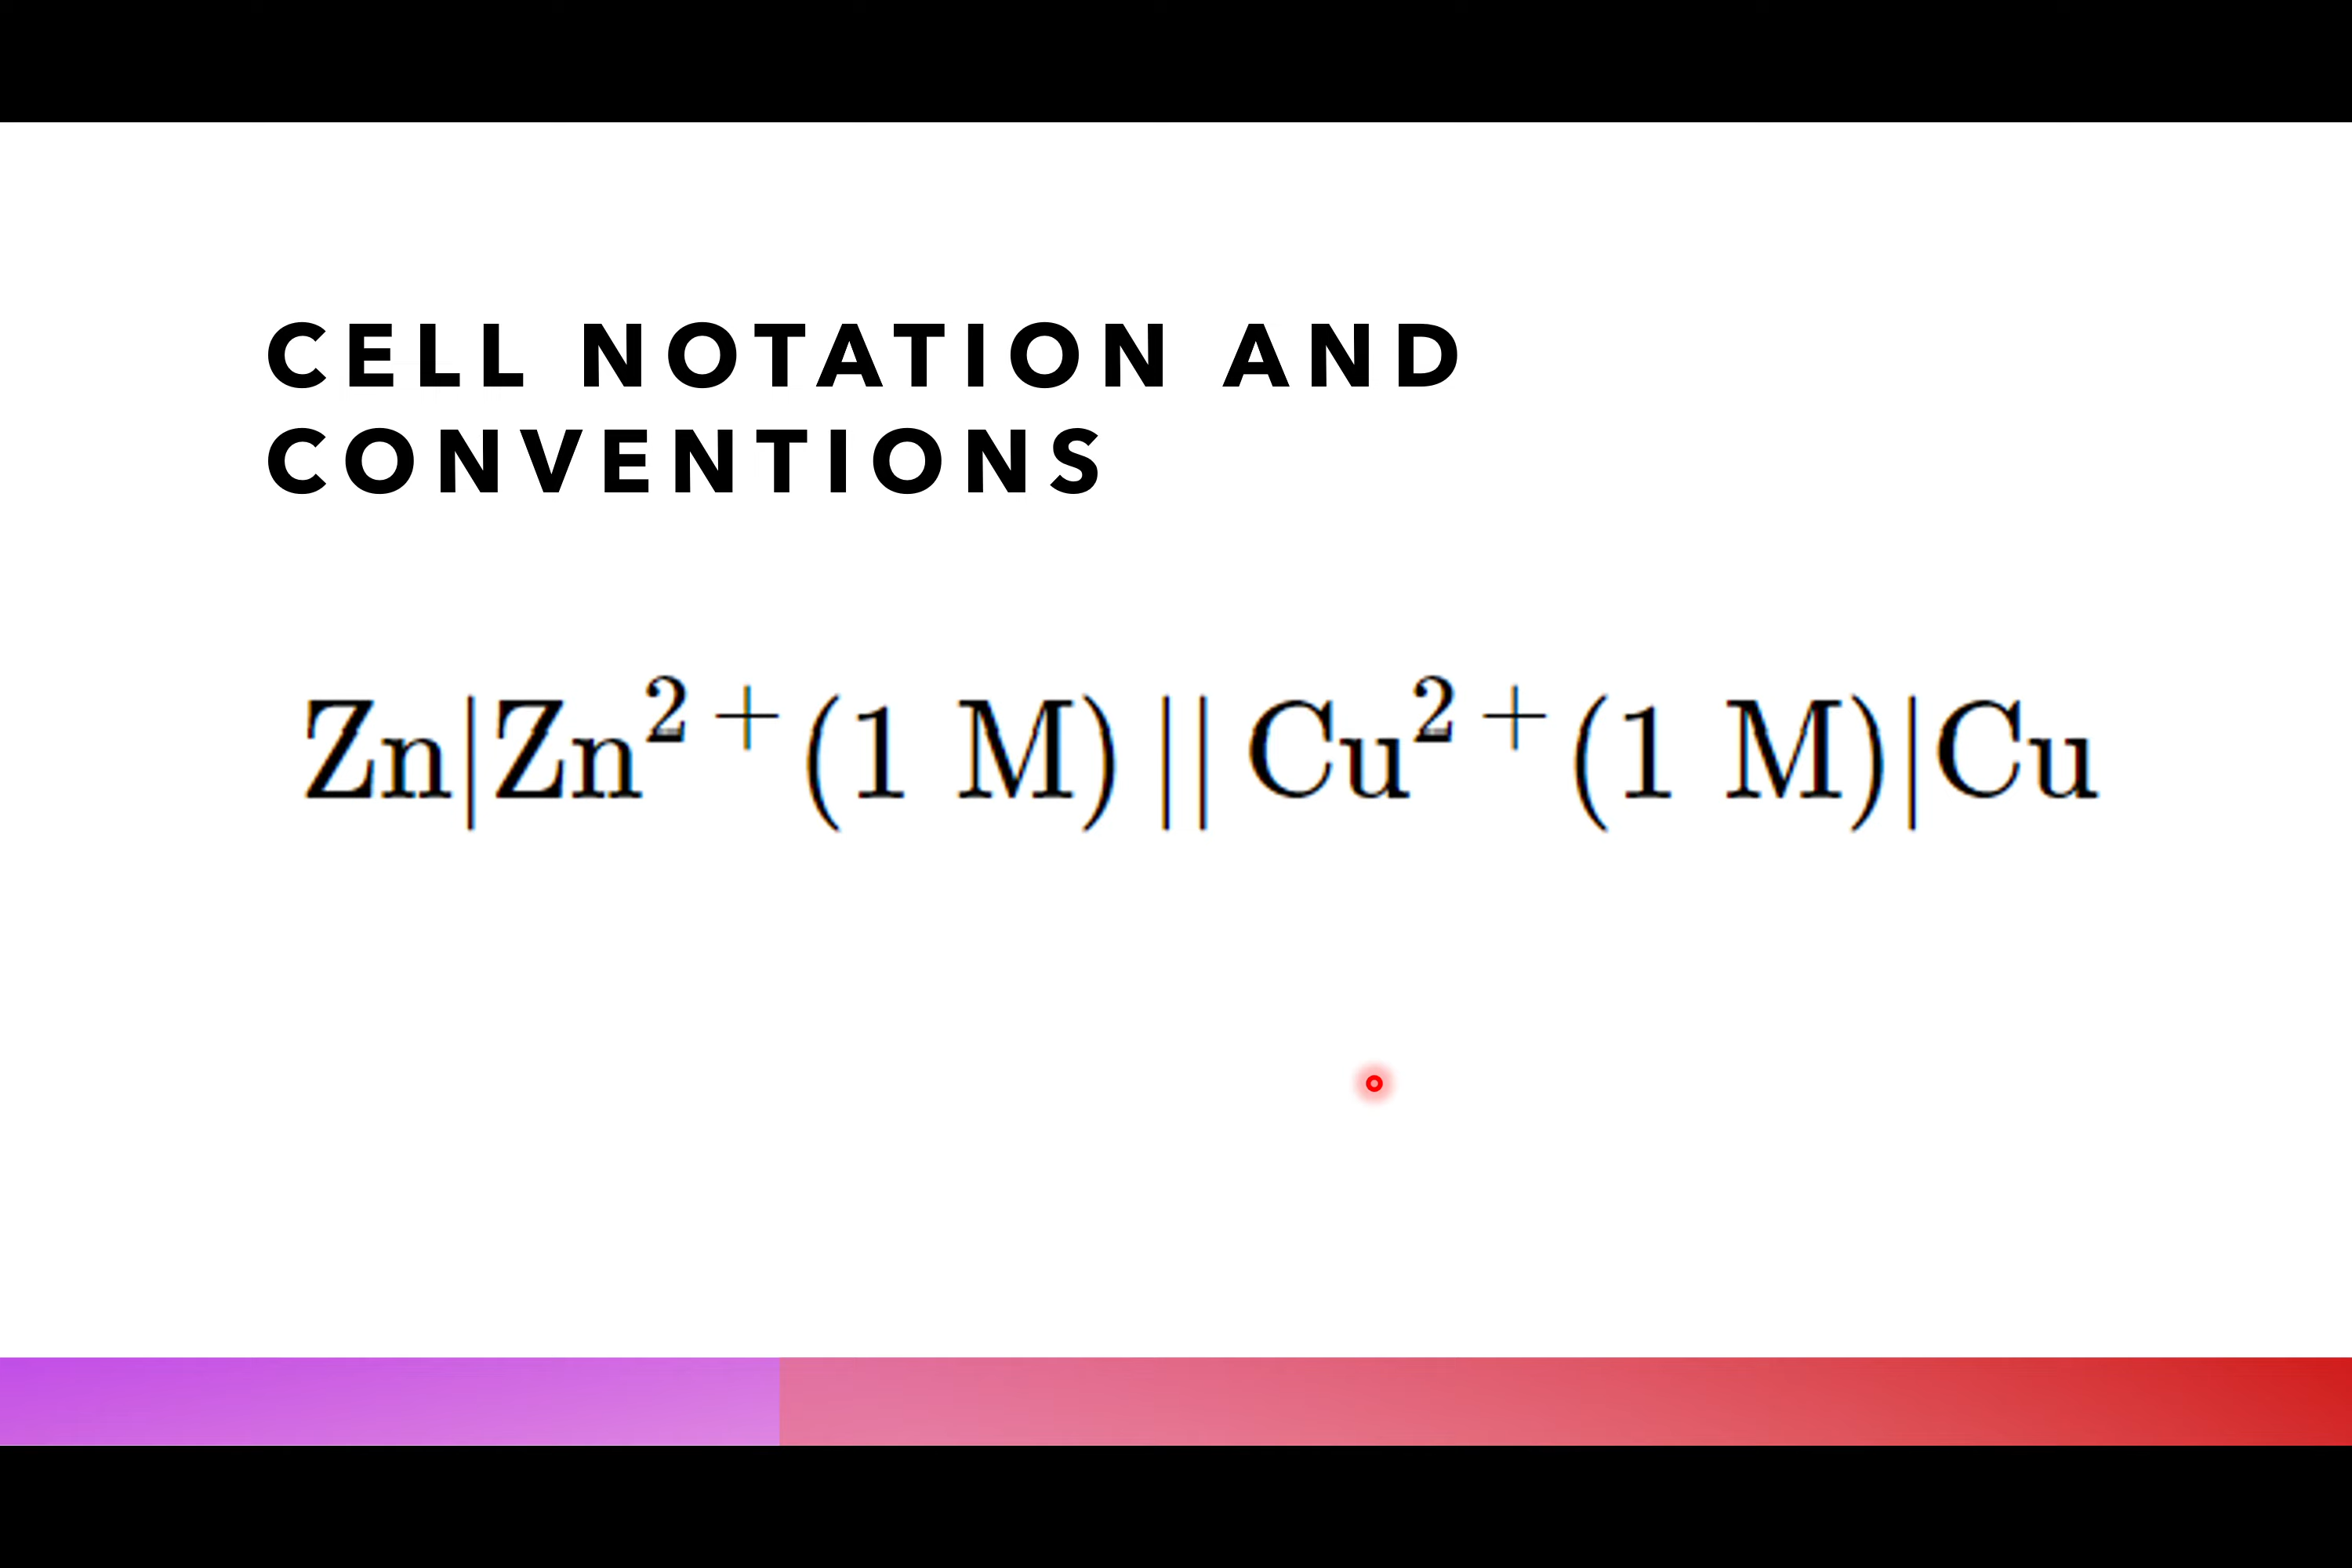 CELL NOTATION AND
CONVENTIONS
Zn|Zn²⁺(1 M) || Cu²⁺(1 M)|Cu